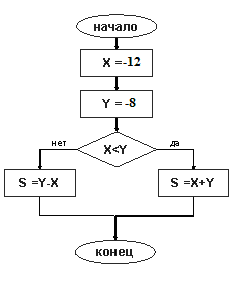 начало
X =-12
Y =-8
X<Y
нет
да
S =Y-X
S =X+Y
конец